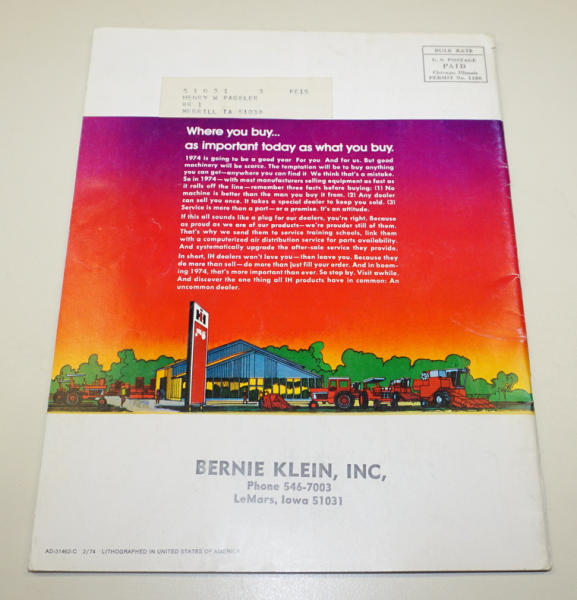 BULK RATE
U. S. POSTAGE
PAID
Chicago, Illinois
PERMIT No. 1186
51031 3 PC15
HENRY W PAGELER
RR 1
MERRILL IA 51038
Where you buy...
as important today as what you buy.
1974 is going to be a good year For you. And for us. But good
machinery will be scarce. The temptation will be to buy anything
you can get—anywhere you can find it We think that's a mistake.
So in 1974—with most manufacturers selling equipment as fast as
it rolls off the line—remember three facts before buying: (1) No
machine is better than the man you buy it from. (2) Any dealer
can sell you once. It takes a special dealer to keep you sold. (3)
Service is more than a part—or a promise. It's an attitude.
If this all sounds like a plug for our dealers, you're right. Because
as proud as we are of our products—we're prouder still of them.
That's why we send them to service training schools, link them
with a computerized air distribution service for parts availability.
And systematically upgrade the after-sale service they provide.
In short, IH dealers won't love you—then leave you. Because they
do more than sell—do more than just fill your order. And in boom-
ing 1974, that's more important than ever. So stop by. Visit awhile.
And discover the one thing all IH products have in common: An
uncommon dealer.
IH
BERNIE KLEIN, INC,
Phone 546-7003
LeMars, Iowa 51031
AD-31462-C 2/74 LITHOGRAPHED IN UNITED STATES OF AMERICA